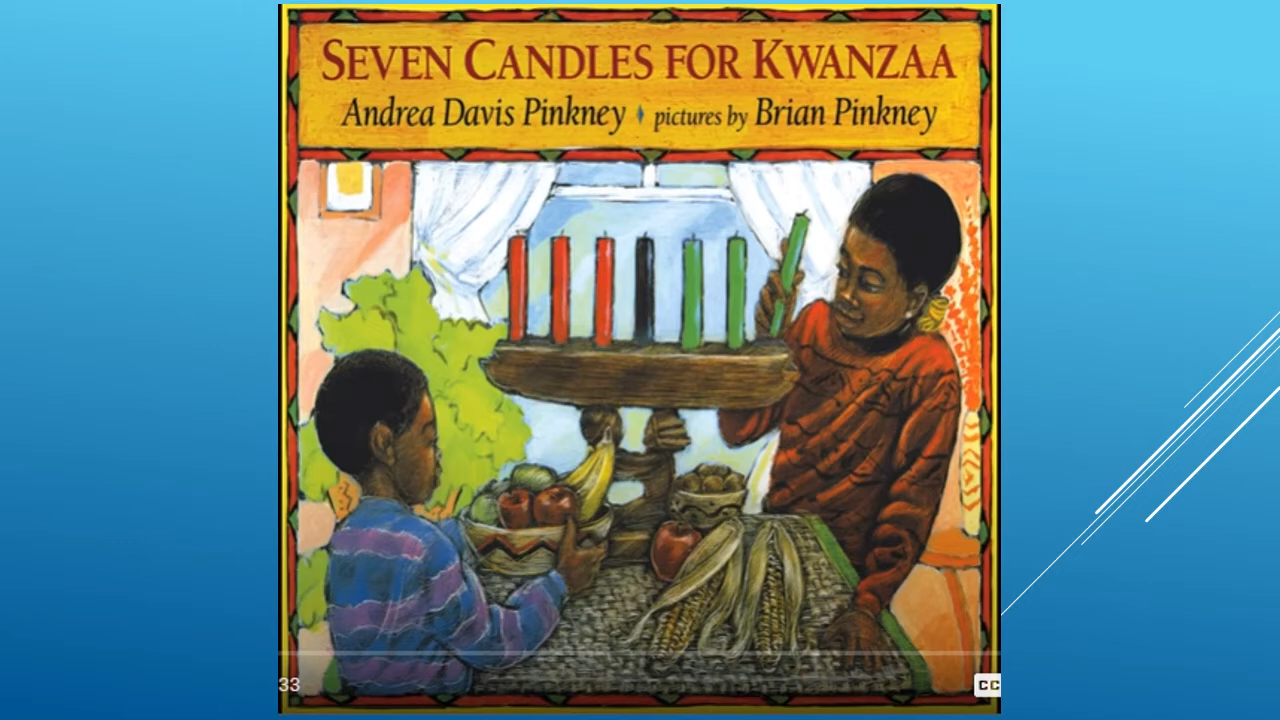 SEVEN CANDLES FOR KWANZAA
Andrea Davis Pinkney ♦ pictures by Brian Pinkney
33
CC